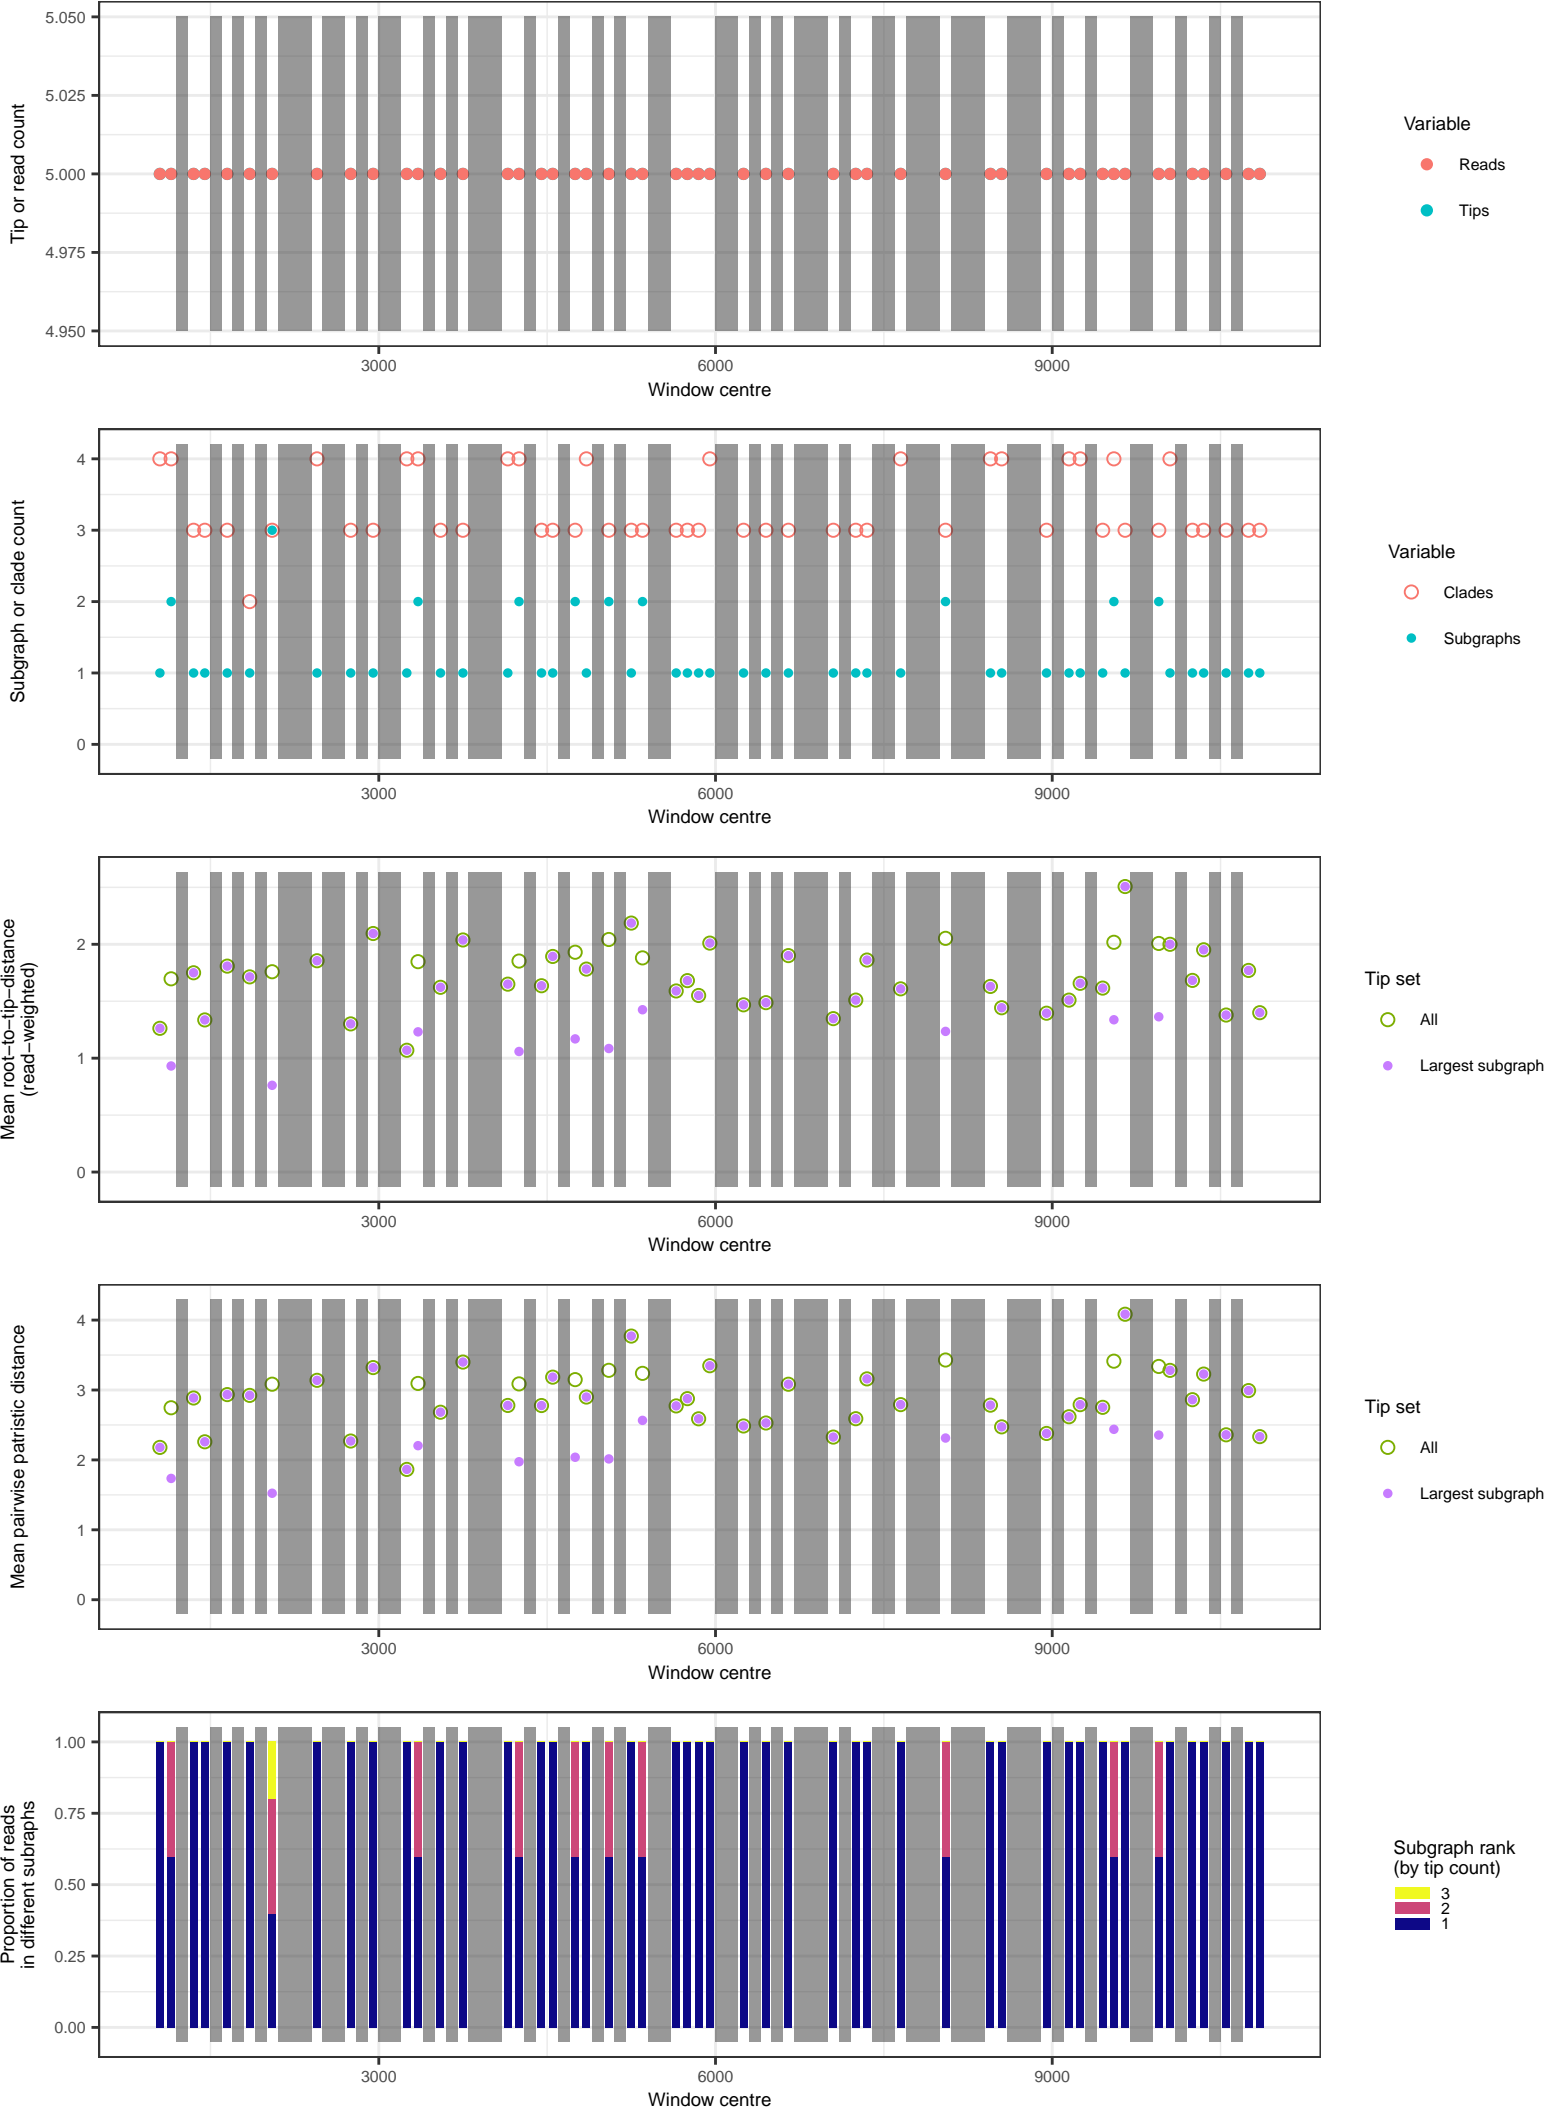 5.050
5.025
5.000
4.975
4.950
Tip or read count
3000
6000
9000
Window centre
Variable
Reads
Tips
4
3
2
1
0
Subgraph or clade count
3000
6000
9000
Window centre
Variable
Clades
Subgraphs
2
1
0
Mean root−to−tip−distance
(read−weighted)
3000
6000
9000
Window centre
Tip set
All
Largest subgraph
4
3
2
1
0
Mean pairwise patristic distance
3000
6000
9000
Window centre
Tip set
All
Largest subgraph
1.00
0.75
0.50
0.25
0.00
Proportion of reads
in different subraphs
3000
6000
9000
Window centre
Subgraph rank
(by tip count)
3
2
1